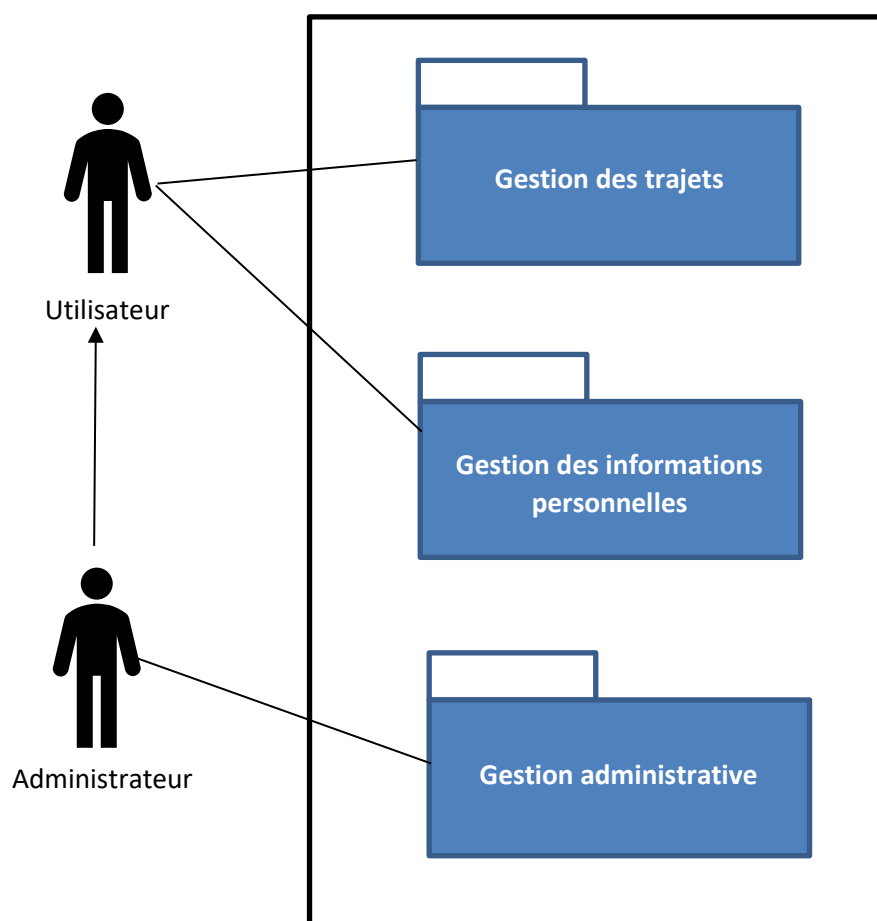 Gestion des trajets
Utilisateur
Gestion des informations
personnelles
Administrateur
Gestion administrative